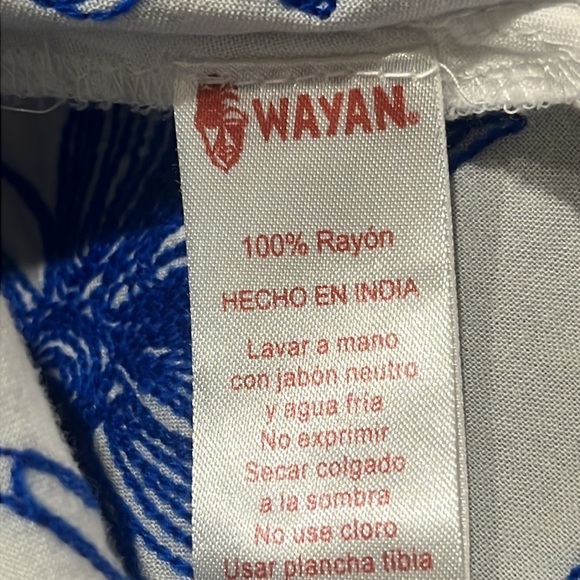 WAYAN®
100% Rayón
HECHO EN INDIA
Lavar a mano
con jabón neutro
y agua fria
No exprimir
Secar colgado
a la sombra
No use cloro
Usar plancha tibia